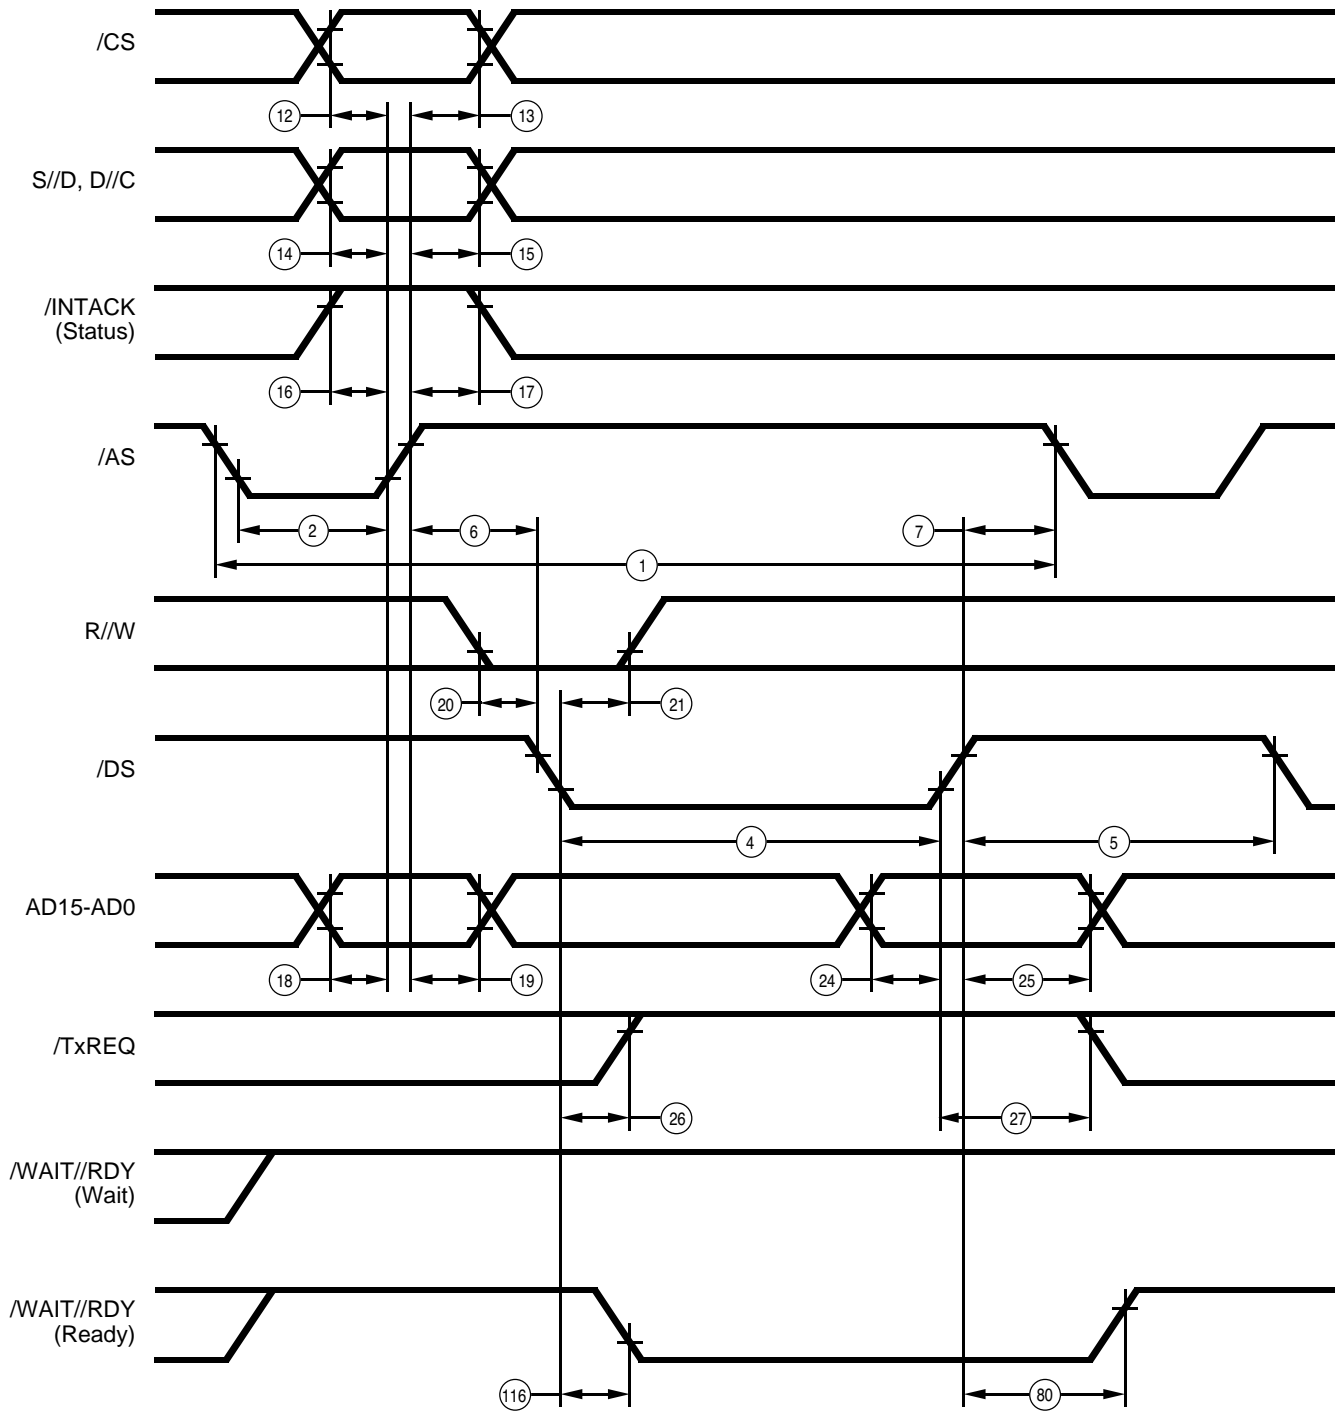 /CS
12
13
S//D, D//C
14
15
/INTACK
(Status)
16
17
/AS
2
6
7
1
R//W
20
21
/DS
4
5
AD15-AD0
18
19
24
25
/TxREQ
26
27
/WAIT//RDY
(Wait)
/WAIT//RDY
(Ready)
116
80